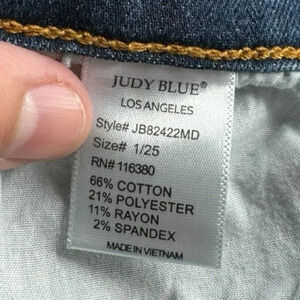 JUDY BLUE®
LOS ANGELES
Style# JB82422MD
Size# 1/25
RN# 116380
66% COTTON
21% POLYESTER
11% RAYON
2% SPANDEX
MADE IN VIETNAM